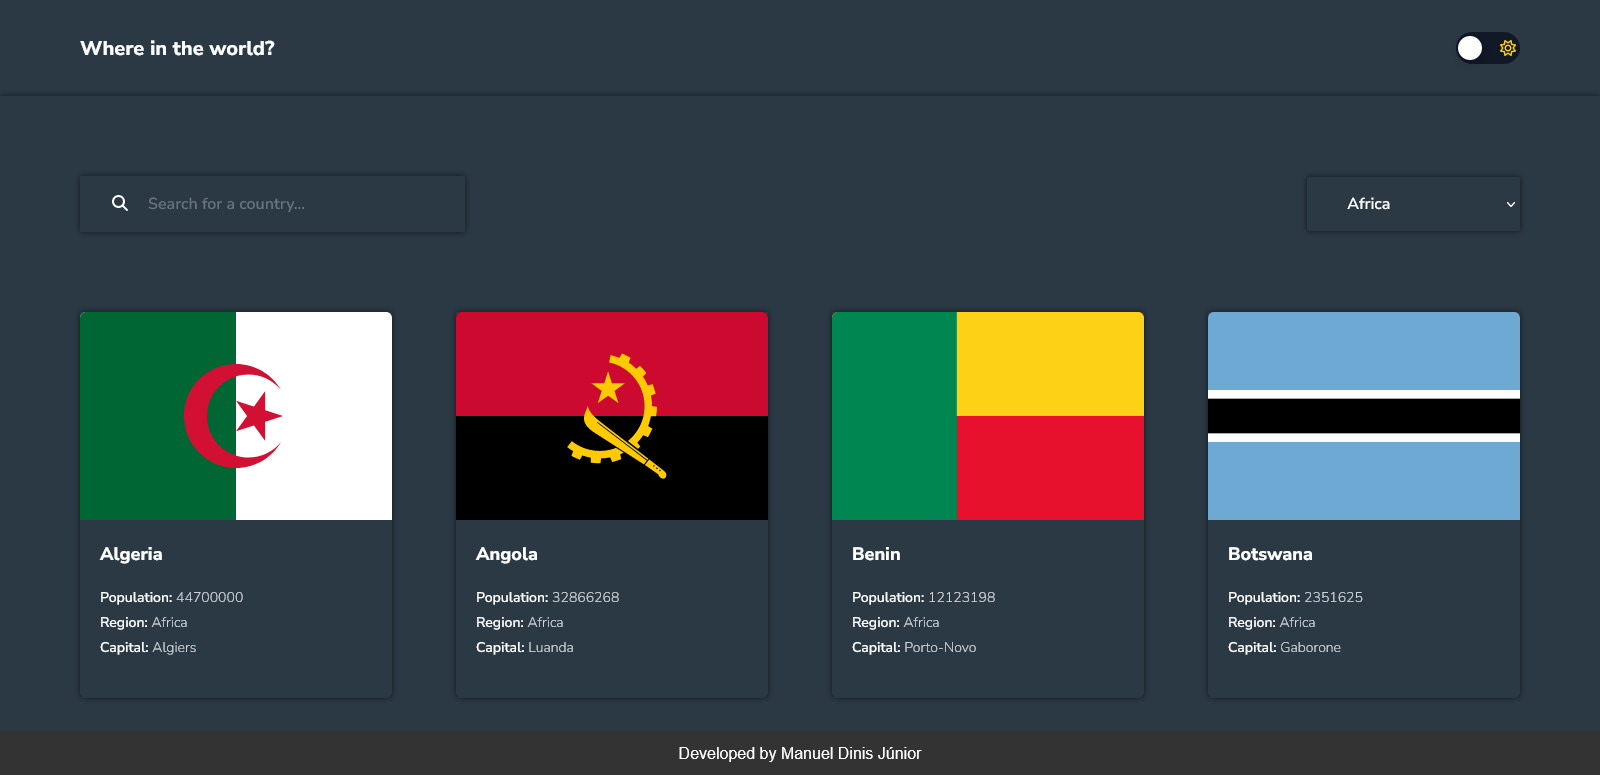 Where in the world?
Search for a country...
Africa
Algeria
Population: 44700000
Region: Africa
Capital: Algiers
Angola
Population: 32866268
Region: Africa
Capital: Luanda
Benin
Population: 12123198
Region: Africa
Capital: Porto-Novo
Botswana
Population: 2351625
Region: Africa
Capital: Gaborone
Developed by Manuel Dinis Júnior